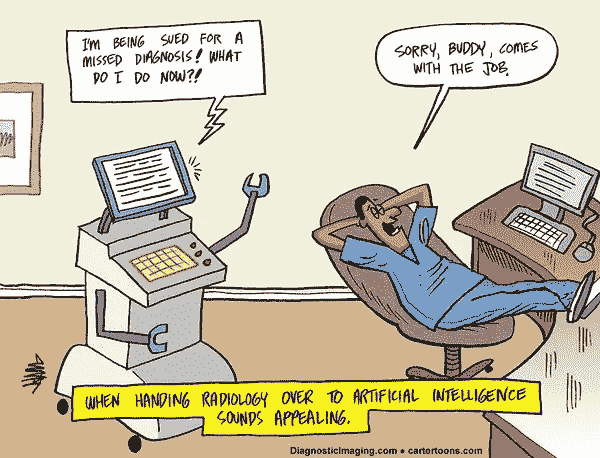 I'M BEING SUED FOR A
MISSED DIAGNOSIS! WHAT
DO I DO NOW?!
SORRY, BUDDY, COMES
WITH THE JOB.
WHEN HANDING RADIOLOGY OVER TO ARTIFICIAL INTELLIGENCE
SOUNDS APPEALING.
DiagnosticImaging.com • cartertoons.com